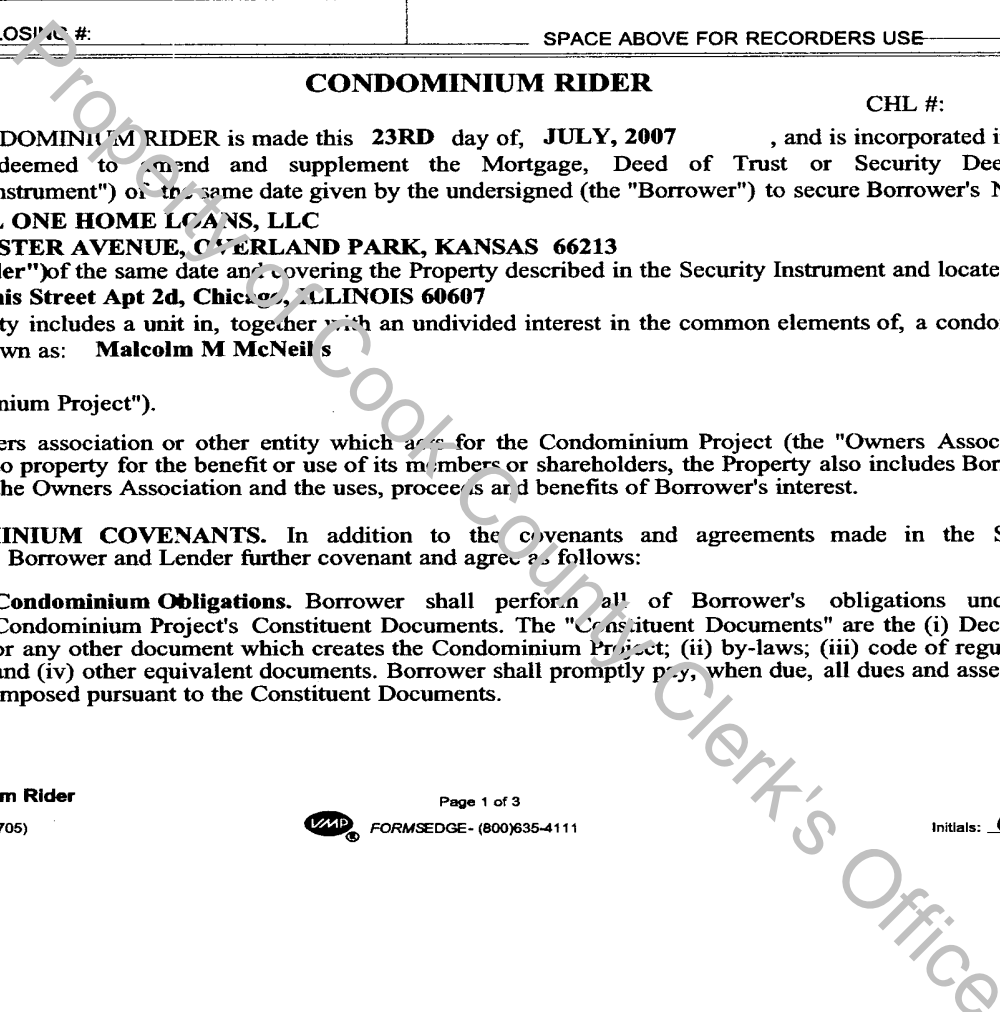 LOSING #:
SPACE ABOVE FOR RECORDERS USE
CONDOMINIUM RIDER
CHL #:
DOMINIUM RIDER is made this 23RD day of, JULY, 2007 , and is incorporated i
deemed to amend and supplement the Mortgage, Deed of Trust or Security Dee
nstrument") of the same date given by the undersigned (the "Borrower") to secure Borrower's N
L ONE HOME LOANS, LLC
STER AVENUE, OVERLAND PARK, KANSAS 66213
der")of the same date and covering the Property described in the Security Instrument and locate
is Street Apt 2d, Chicago, ILLINOIS 60607
ty includes a unit in, together with an undivided interest in the common elements of, a condo
wn as: Malcolm M McNeills
nium Project").
ers association or other entity which acts for the Condominium Project (the "Owners Assoc
o property for the benefit or use of its members or shareholders, the Property also includes Bor
he Owners Association and the uses, proceeds and benefits of Borrower's interest.
INIUM COVENANTS. In addition to the covenants and agreements made in the S
Borrower and Lender further covenant and agree as follows:
Condominium Obligations. Borrower shall perform all of Borrower's obligations und
Condominium Project's Constituent Documents. The "Constituent Documents" are the (i) Dec
or any other document which creates the Condominium Project; (ii) by-laws; (iii) code of regu
and (iv) other equivalent documents. Borrower shall promptly pay, when due, all dues and asse
mposed pursuant to the Constituent Documents.
m Rider
Page 1 of 3
705)
VMP ® FORMSEDGE- (800)635-4111
Initials:
Property of Cook County Clerk's Office